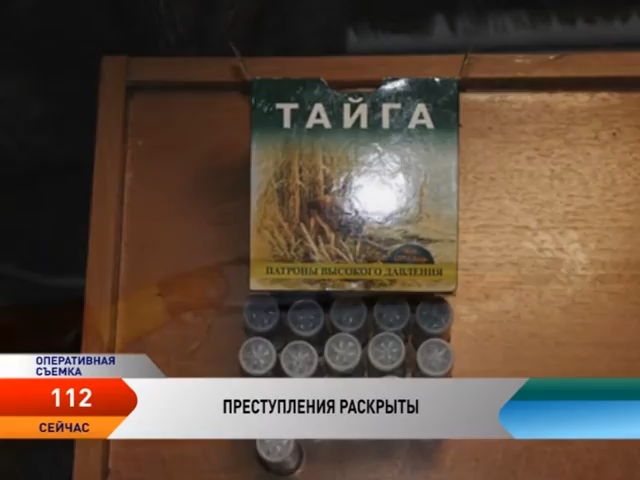 ТАЙГА
ПАТРОНЫ ВЫСОКОГО ДАВЛЕНИЯ
ОПЕРАТИВНАЯ
СЪЕМКА
112
СЕЙЧАС
ПРЕСТУПЛЕНИЯ РАСКРЫТЫ